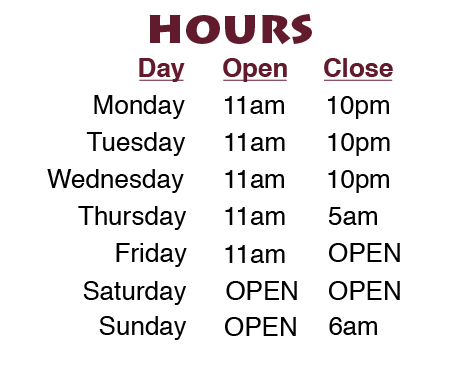 HOURS
Day Open Close
Monday 11am 10pm
Tuesday 11am 10pm
Wednesday 11am 10pm
Thursday 11am 5am
Friday 11am OPEN
Saturday OPEN OPEN
Sunday OPEN 6am